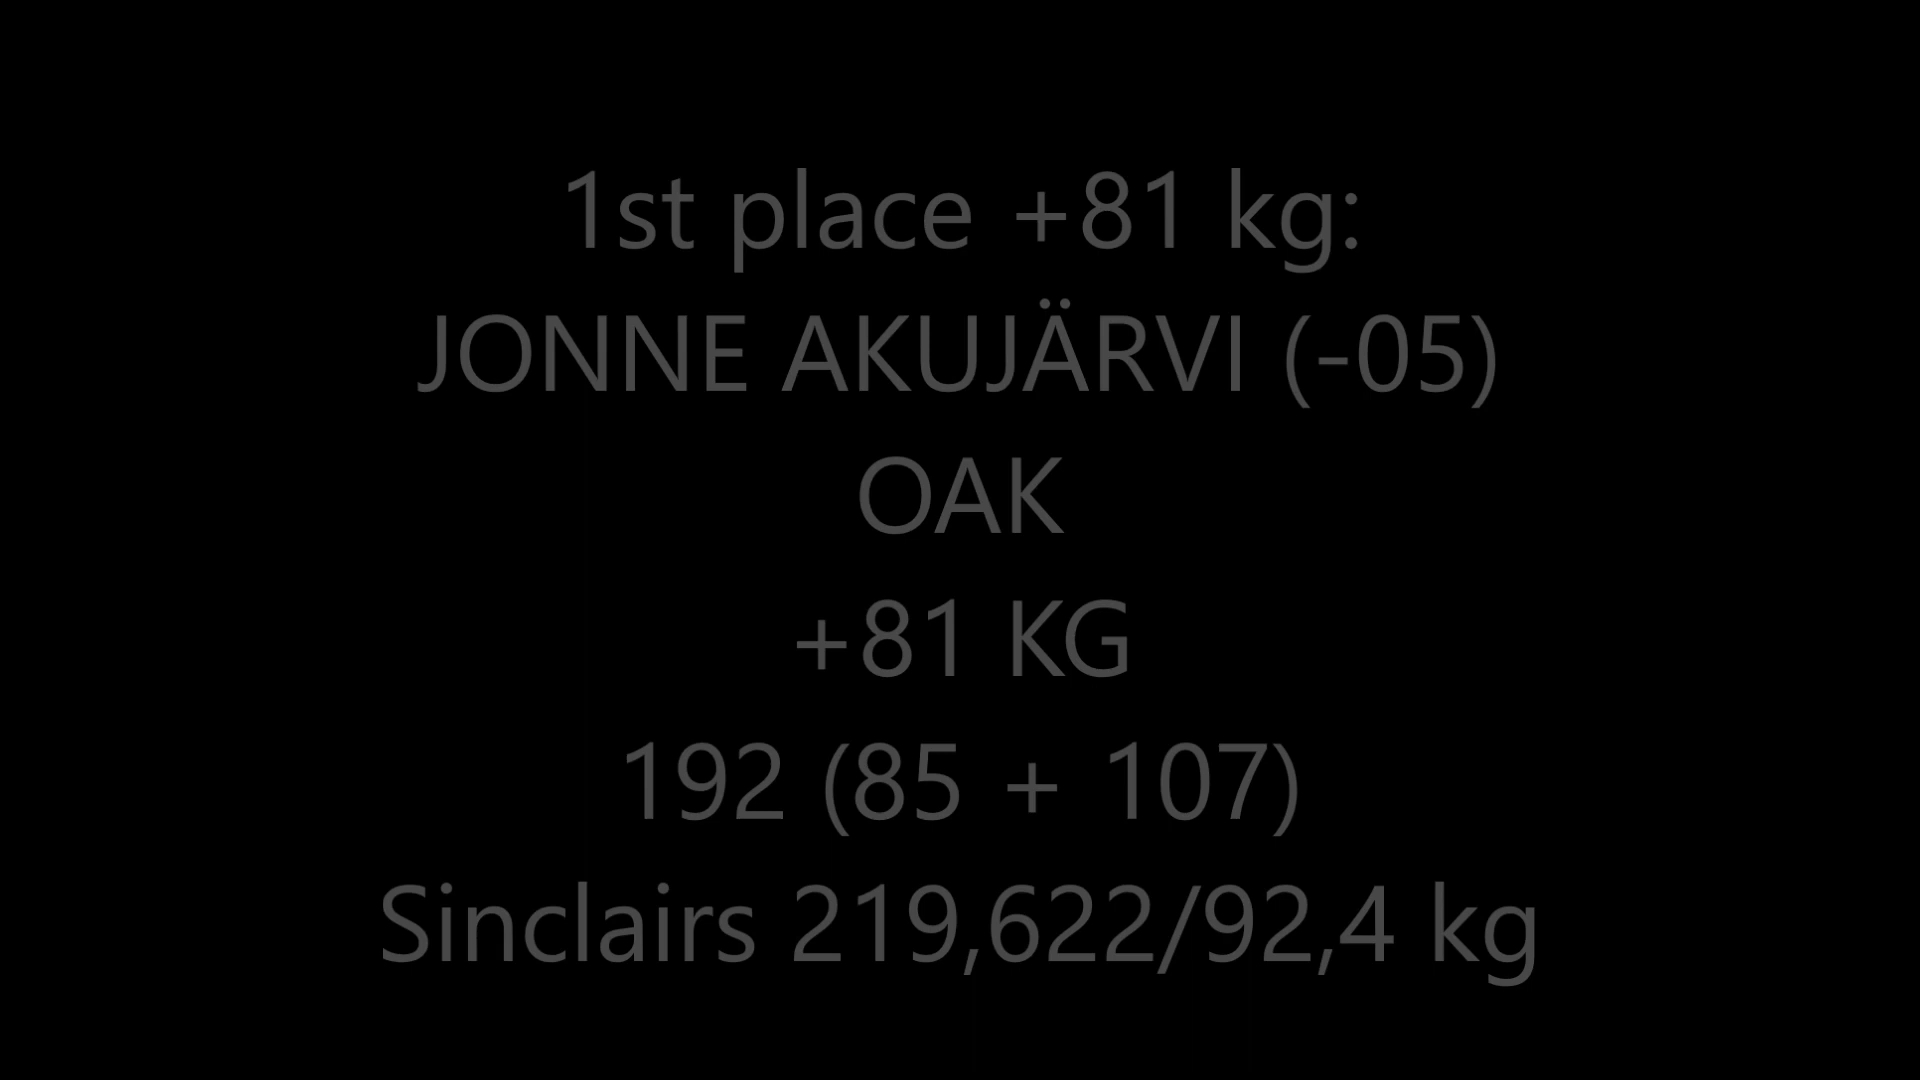 1st place +81 kg:
JONNE AKUJÄRVI (-05)
OAK
+81 KG
192 (85 + 107)
Sinclairs 219,622/92,4 kg